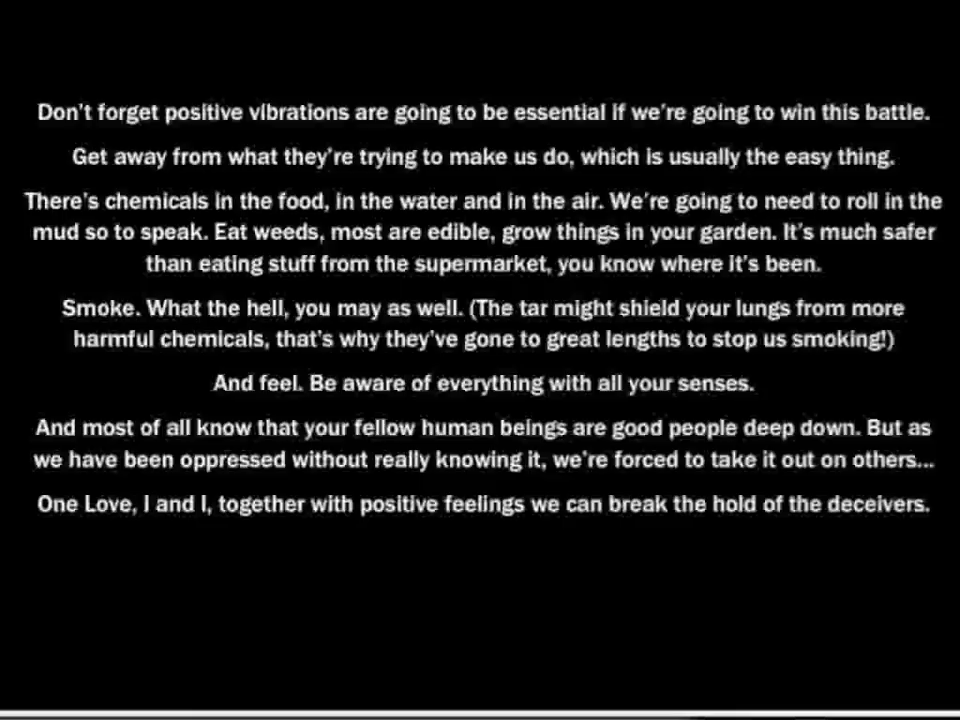 Don't forget positive vibrations are going to be essential if we're going to win this battle.
Get away from what they're trying to make us do, which is usually the easy thing.
There's chemicals in the food, in the water and in the air. We're going to need to roll in the
mud so to speak. Eat weeds, most are edible, grow things in your garden. It's much safer
than eating stuff from the supermarket, you know where it's been.
Smoke. What the hell, you may as well. (The tar might shield your lungs from more
harmful chemicals, that's why they've gone to great lengths to stop us smoking!)
And feel. Be aware of everything with all your senses.
And most of all know that your fellow human beings are good people deep down. But as
we have been oppressed without really knowing it, we're forced to take it out on others...
One Love, I and I, together with positive feelings we can break the hold of the deceivers.